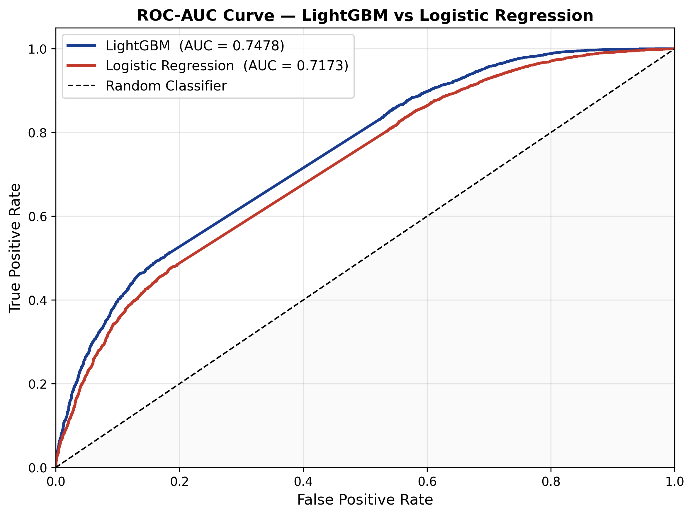 ROC-AUC Curve — LightGBM vs Logistic Regression
LightGBM  (AUC = 0.7478)
Logistic Regression  (AUC = 0.7173)
Random Classifier
True Positive Rate
1.0
0.8
0.6
0.4
0.2
0.0
0.0 0.2 0.4 0.6 0.8 1.0
False Positive Rate